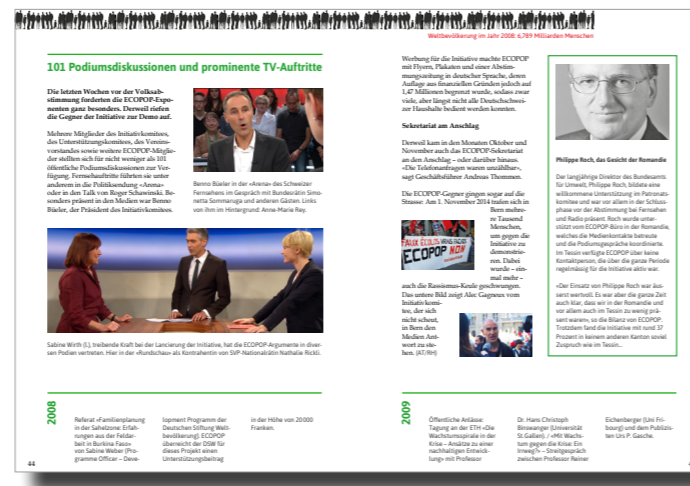 Weltbevölkerung im Jahr 2008: 6,789 Milliarden Menschen
101 Podiumsdiskussionen und prominente TV-Auftritte
Die letzten Wochen vor der Volksab-
stimmung forderten die ECOPOP-Expo-
nenten ganz besonders. Derweil riefen
die Gegner der Initiative zur Demo auf.
Mehrere Mitglieder des Initiativkomitees,
des Unterstützungskomitees, des Vereins-
vorstandes sowie weitere ECOPOP-Mitglie-
der stellten sich für nicht weniger als 101
öffentliche Podiumsdiskussionen zur Ver-
fügung. Fernsehauftritte führten sie unter
anderem in die Politiksendung «Arena»
oder in den Talk von Roger Schawinski. Be-
sonders präsent in den Medien war Benno
Büeler, der Präsident des Initiativkomitees.
Benno Büeler in der «Arena» des Schweizer
Fernsehens im Gespräch mit Bundesrätin Simo-
netta Sommaruga und anderen Gästen. Links
von ihm im Hintergrund: Anne-Marie Rey.
Sabine Wirth (l.), treibende Kraft bei der Lancierung der Initiative, hat die ECOPOP-Argumente in diver-
sen Podien vertreten. Hier in der «Rundschau» als Kontrahentin von SVP-Nationalrätin Nathalie Rickli.
2008
Referat «Familienplanung
in der Sahelzone: Erfah-
rungen aus der Feldar-
beit in Burkina Faso»
von Sabine Weber (Pro-
gramme Officer – Deve-
lopment Programm der
Deutschen Stiftung Welt-
bevölkerung). ECOPOP
überreicht der DSW für
dieses Projekt einen
Unterstützungsbeitrag
in der Höhe von 20000
Franken.
44
Werbung für die Initiative machte ECOPOP
mit Flyern, Plakaten und einer Abstim-
mungszeitung in deutscher Sprache, deren
Auflage aus finanziellen Gründen jedoch auf
1,47 Millionen begrenzt wurde, sodass zwar
viele, aber längst nicht alle Deutschschwei-
zer Haushalte bedient werden konnten.
Sekretariat am Anschlag
Derweil kam in den Monaten Oktober und
November auch das ECOPOP-Sekretariat
an den Anschlag – oder darüber hinaus.
«Die Telefonanfragen waren unzählbar»,
sagt Geschäftsführer Andreas Thommen.
Die ECOPOP-Gegner gingen sogar auf die
Strasse: Am 1. November 2014 trafen sich in
Bern mehre-
re Tausend
Menschen,
um gegen die
Initiative zu
demonstrie-
ren. Dabei
wurde – ein-
mal mehr –
auch die Rassismus-Keule geschwungen.
Das untere Bild zeigt Alec Gagneux vom
Initiativkomi-
tee, der sich
nicht scheut,
in Bern den
Medien Ant-
wort zu ste-
hen. (AT/RH)
FAUX ÉCOLOS VRAIS FACHOS
ECOPOP NON
Philippe Roch, das Gesicht der Romandie
Der langjährige Direktor des Bundesamts
für Umwelt, Philippe Roch, bildete eine
willkommene Unterstützung im Patronats-
komitee und war vor allem in der Schluss-
phase vor der Abstimmung bei Fernsehen
und Radio präsent. Roch wurde unter-
stützt vom ECOPOP-Büro in der Romandie,
welches die Medienkontakte betreute
und die Podiumsgespräche koordinierte.
Im Tessin verfügte ECOPOP über keine
Kontaktperson, die über die ganze Periode
regelmässig für die Initiative aktiv war.
«Der Einsatz von Philippe Roch war äus-
serst wertvoll. Es war aber die ganze Zeit
auch klar, dass wir in der Romandie und
vor allem auch im Tessin zu wenig prä-
sent waren», so die Bilanz von ECOPOP.
Trotzdem fand die Initiative mit rund 37
Prozent in keinem anderen Kanton soviel
Zuspruch wie im Tessin...
2009
Öffentliche Anlässe:
Tagung an der ETH «Die
Wachstumsspirale in der
Krise – Ansätze zu einer
nachhaltigen Entwick-
lung» mit Professor
Dr. Hans Christoph
Binswanger (Universität
St.Gallen). / «Mit Wachs-
tum gegen die Krise: Ein
Irrweg?» – Streitgespräch
zwischen Professor Reiner
Eichenberger (Uni Fri-
bourg) und dem Publizis-
ten Urs P. Gasche.